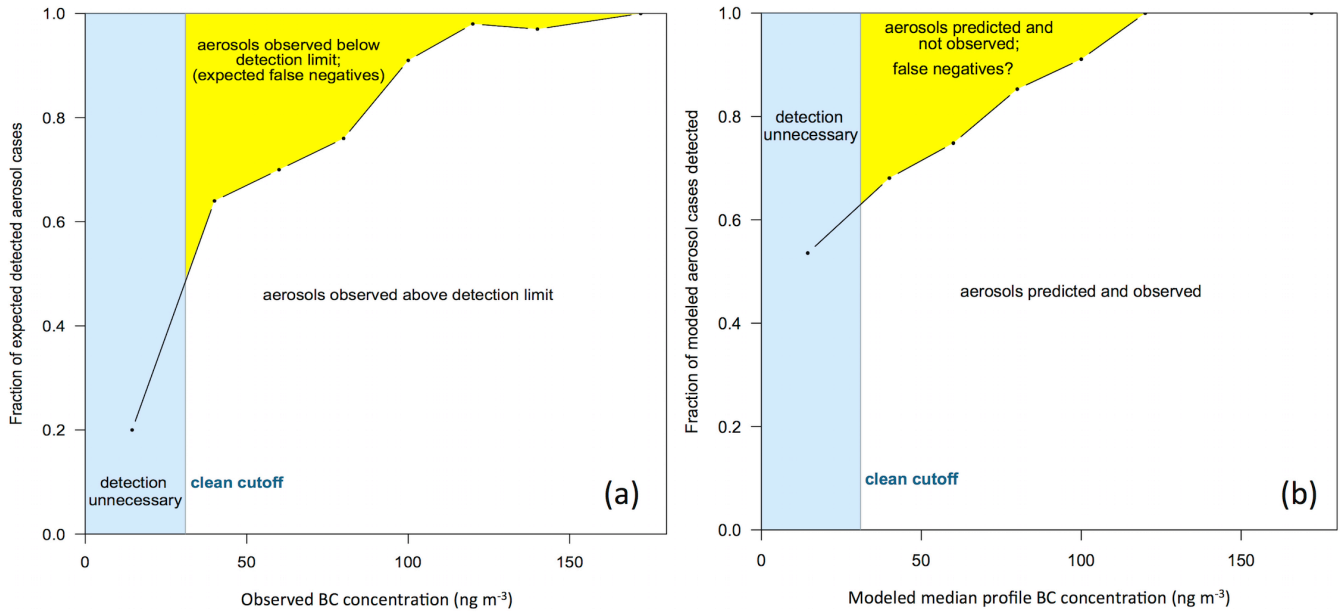 Fraction of expected detected aerosol cases
1.0
0.8
0.6
0.4
0.2
0.0
aerosols observed below
detection limit;
(expected false negatives)
aerosols observed above detection limit
detection
unnecessary
clean cutoff
(a)
0
50
100
150
Observed BC concentration (ng m⁻³)
Fraction of modeled aerosol cases detected
1.0
0.8
0.6
0.4
0.2
0.0
aerosols predicted and
not observed;
false negatives?
detection
unnecessary
aerosols predicted and observed
clean cutoff
(b)
0
50
100
150
Modeled median profile BC concentration (ng m⁻³)